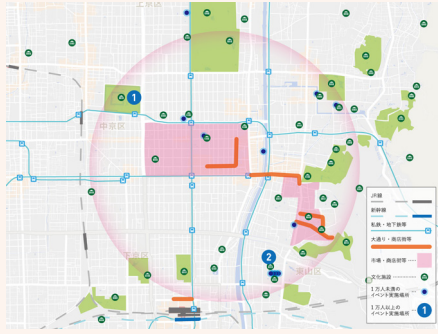 上京区
1
中京区
下京区
2
東山区
JR線
新幹線
私鉄・地下鉄等
大通り・商店街等
市場・商店街等
文化施設
1万人未満の
イベント実施場所
1万人以上の
イベント実施場所
1